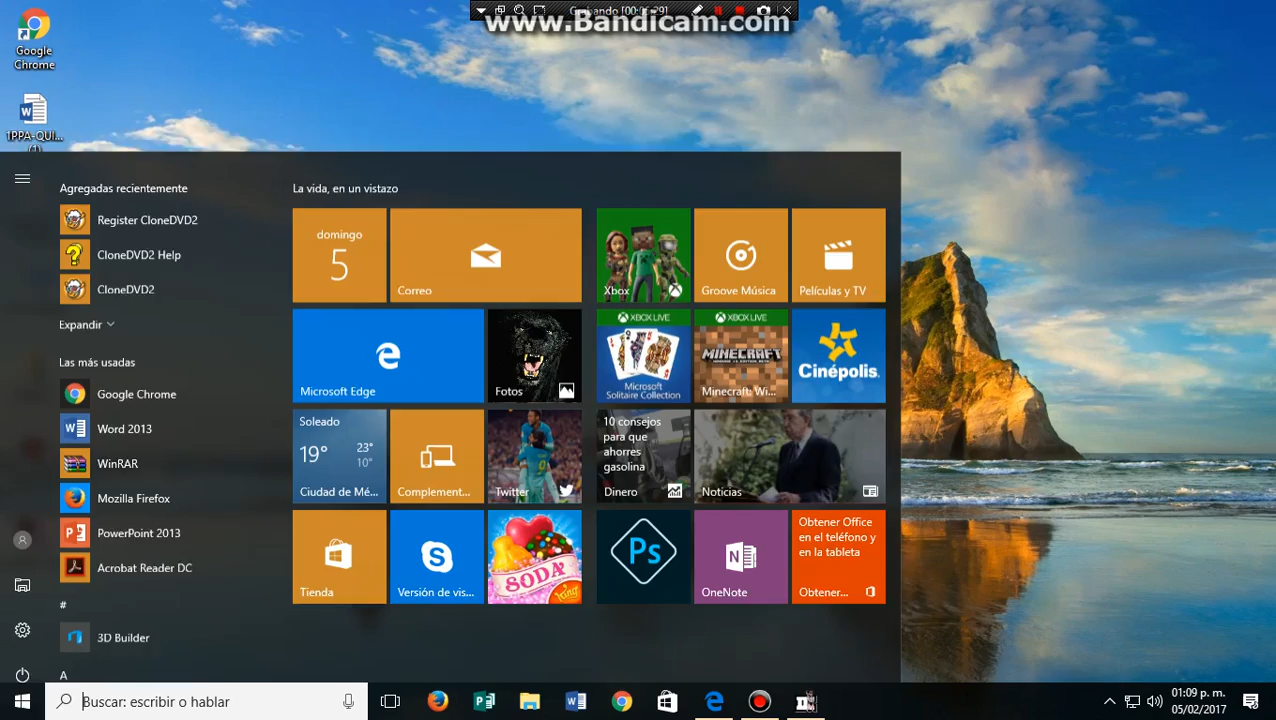 Grabando
www.Bandicam.com
Google
Chrome
1PPA-QUI...
(1)
Agregadas recientemente
Register CloneDVD2
CloneDVD2 Help
CloneDVD2
Expandir
Las más usadas
Google Chrome
Word 2013
WinRAR
Mozilla Firefox
PowerPoint 2013
Acrobat Reader DC
#
3D Builder
A
La vida, en un vistazo
domingo
5
Correo
Xbox
Groove Música
Películas y TV
Microsoft Edge
Fotos
XBOX LIVE
Microsoft
Solitaire Collection
XBOX LIVE
MINECRAFT
Minecraft: Wi...
Cinépolis.
Soleado
19°
23°
10°
Ciudad de Mé...
Complement...
Twitter
10 consejos
para que
ahorres
gasolina
Dinero
Noticias
Tienda
Versión de vis...
SODA
King
Ps
OneNote
Obtener Office
en el teléfono y
en la tableta
Obtener...
Buscar: escribir o hablar
01:09 p. m.
05/02/2017